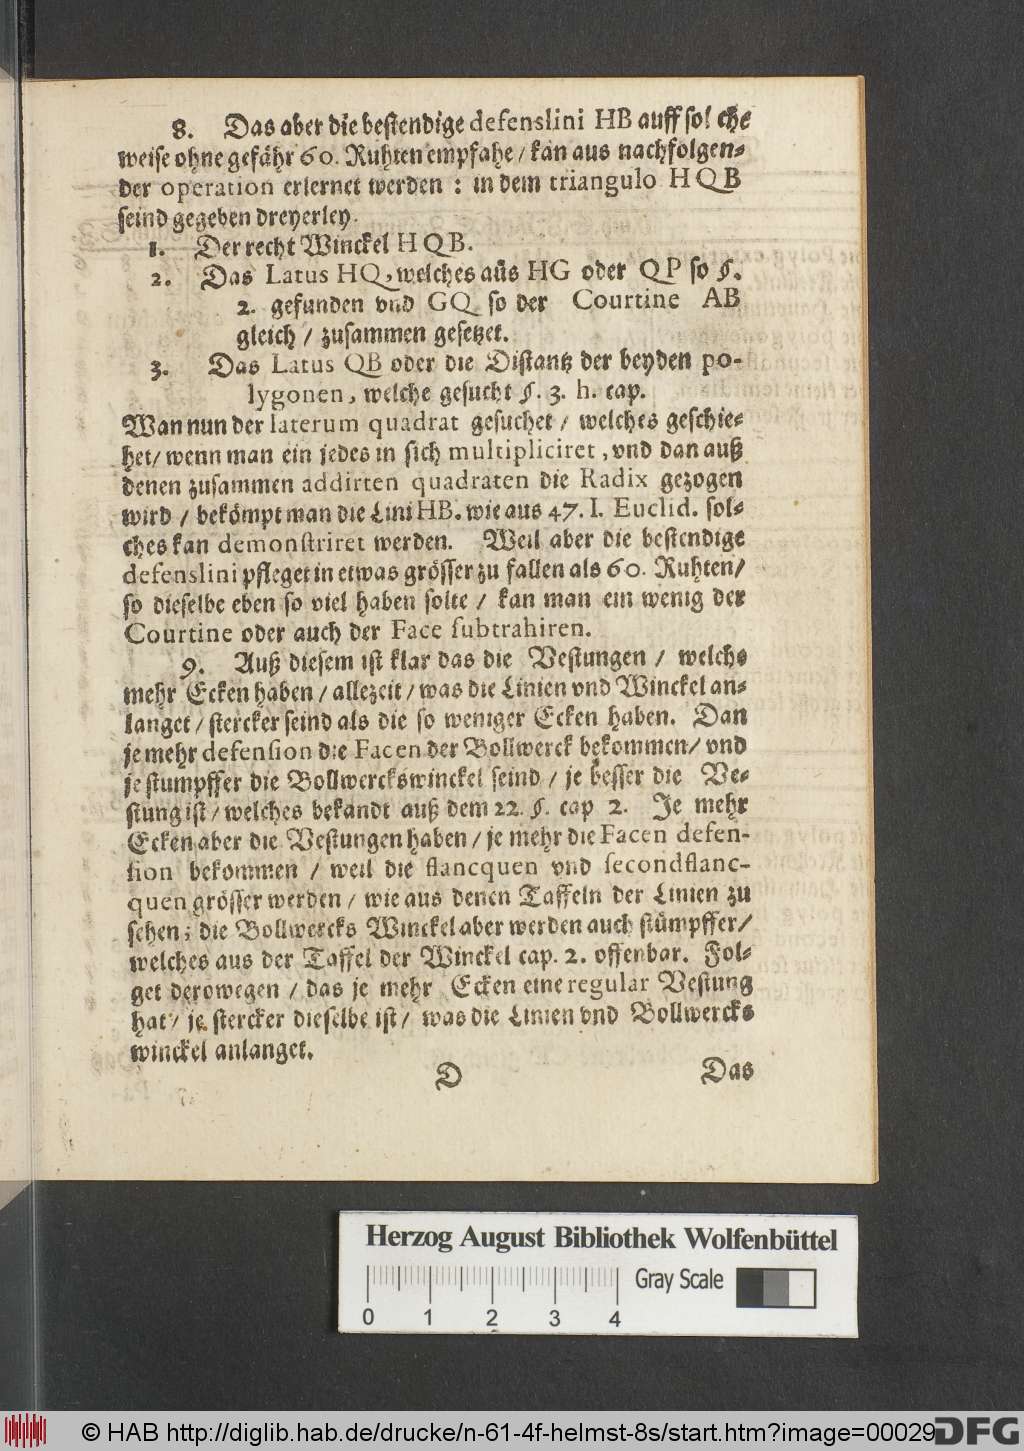 8. Das aber die bestendige defenslini HB auff solche
weise ohne gefähr 60. Ruhten empfahe / kan aus nachfolgen-
der operation erlernet werden : in dem triangulo HQB
seind gegeben dreyerley.
1. Der recht Winckel HQB.
2. Das Latus HQ, welches aüs HG oder QP so §.
2. gefunden vnd GQ so der Courtine AB
gleich / zusammen gesetzet.
3. Das Latus QB oder die Distantz der beyden po-
lygonen, welche gesucht §. 3. h. cap.
Wan nun der laterum quadrat gesuchet / welches geschie-
het / wenn man ein jedes in sich multipliciret, vnd dan auß
denen zusammen addirten quadraten die Radix gezogen
wird / bekömpt man die Lini HB. wie aus 47. I. Euclid. sol-
ches kan demonstriret werden. Weil aber die bestendige
defenslini pfleget in etwas grösser zu fallen als 60. Ruhten /
so dieselbe eben so viel haben solte / kan man ein wenig der
Courtine oder auch der Face subtrahiren.
9. Auß diesem ist klar das die Vestungen / welche
mehr Ecken haben / allezeit / was die Linien vnd Winckel an-
langet / stercker seind als die so weniger Ecken haben. Dan
je mehr defension die Facen der Bollwerck bekommen / vnd
je stumpffer die Bollwerckswinckel seind / je besser die Ve-
stung ist / welches bekandt auß dem 22. §. cap 2. Je mehr
Ecken aber die Vestungen haben / je mehr die Facen defen-
sion bekommen / weil die flancquen vnd secondflanc-
quen grösser werden / wie aus denen Taffeln der Linien zu
sehen; die Bollwercks Winckel aber werden auch stümpffer /
welches aus der Taffel der Winckel cap. 2. offenbar. Fol-
get derowegen / das je mehr Ecken eine regular Vestung
hat / je stercker dieselbe ist / was die Linien vnd Bollwercks
winckel anlanget.
D Das
Herzog August Bibliothek Wolfenbüttel
Gray Scale
0 1 2 3 4
© HAB http://diglib.hab.de/drucke/n-61-4f-helmst-8s/start.htm?image=00029
DFG